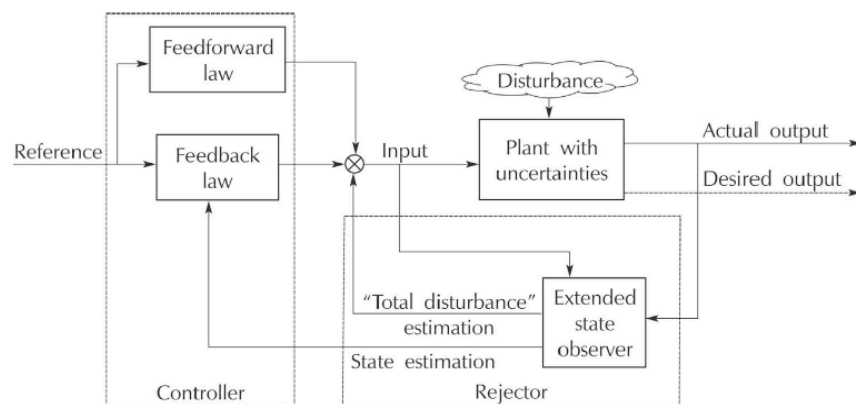 Feedforward
law
Disturbance
Reference
Feedback
law
Input
Plant with
uncertainties
Actual output
Desired output
"Total disturbance"
estimation
Extended
state
observer
State estimation
Controller
Rejector